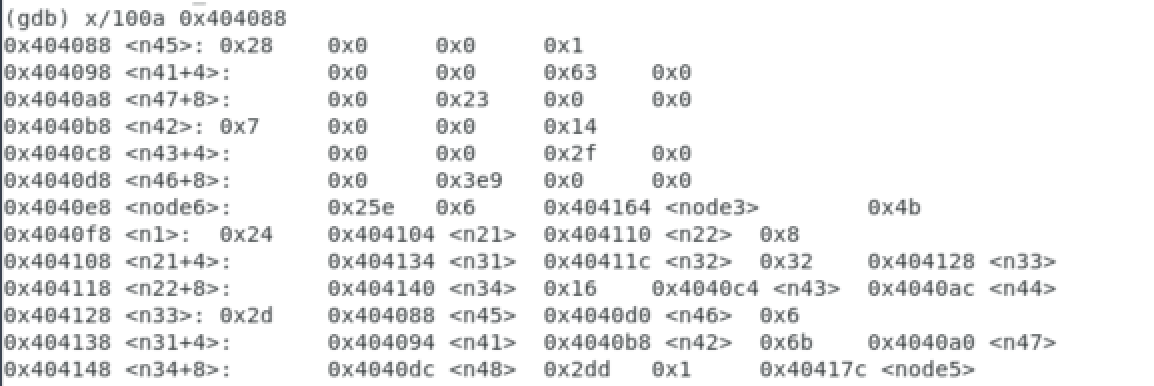 (gdb) x/100a 0x404088
0x404088 <n45>: 0x28 0x0 0x0 0x1
0x404098 <n41+4>: 0x0 0x0 0x63 0x0
0x4040a8 <n47+8>: 0x0 0x23 0x0 0x0
0x4040b8 <n42>: 0x7 0x0 0x0 0x14
0x4040c8 <n43+4>: 0x0 0x0 0x2f 0x0
0x4040d8 <n46+8>: 0x0 0x3e9 0x0 0x0
0x4040e8 <node6>: 0x25e 0x6 0x404164 <node3> 0x4b
0x4040f8 <n1>: 0x24 0x404104 <n21> 0x404110 <n22> 0x8
0x404108 <n21+4>: 0x404134 <n31> 0x40411c <n32> 0x32 0x404128 <n33>
0x404118 <n22+8>: 0x404140 <n34> 0x16 0x4040c4 <n43> 0x4040ac <n44>
0x404128 <n33>: 0x2d 0x404088 <n45> 0x4040d0 <n46> 0x6
0x404138 <n31+4>: 0x404094 <n41> 0x4040b8 <n42> 0x6b 0x4040a0 <n47>
0x404148 <n34+8>: 0x4040dc <n48> 0x2dd 0x1 0x40417c <node5>